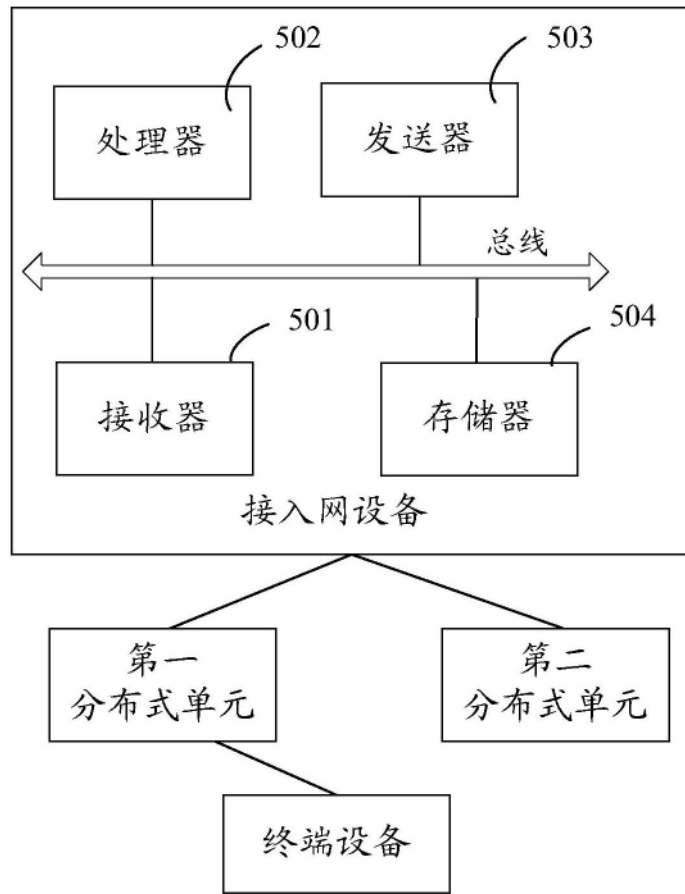 502
503
处理器
发送器
总线
501
504
接收器
存储器
接入网设备
第一
分布式单元
第二
分布式单元
终端设备